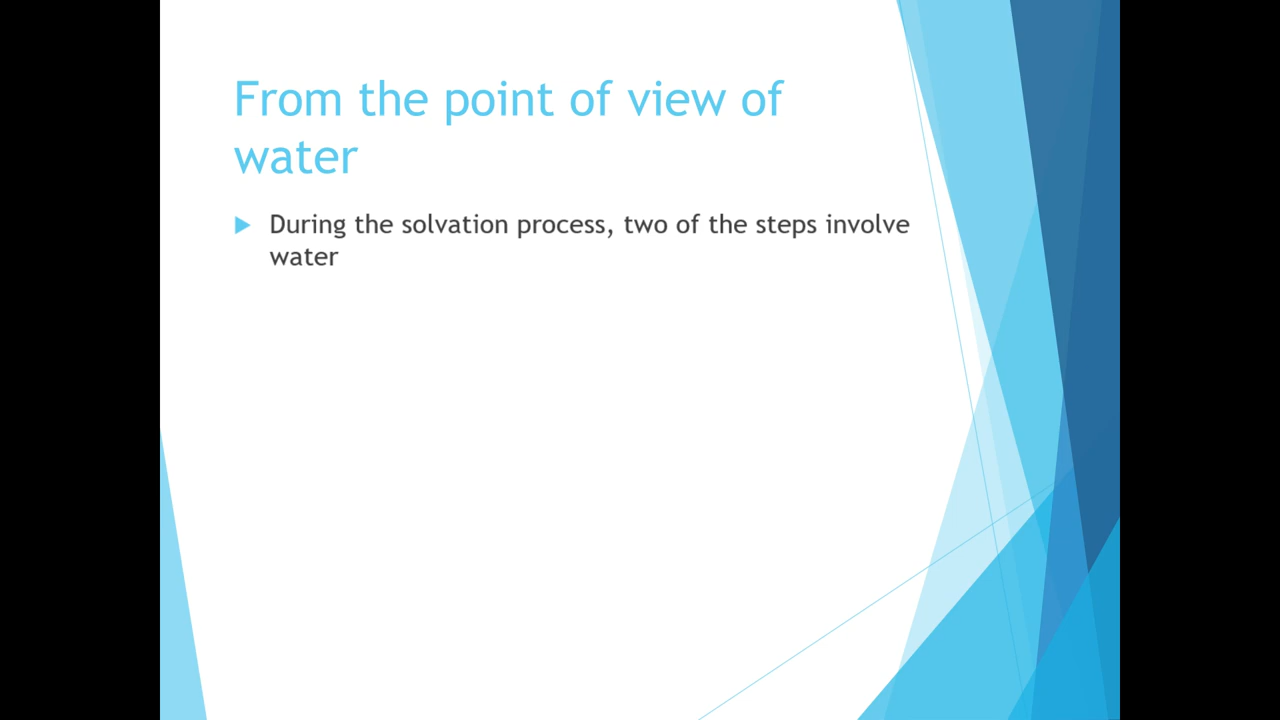 From the point of view of
water
During the solvation process, two of the steps involve
water